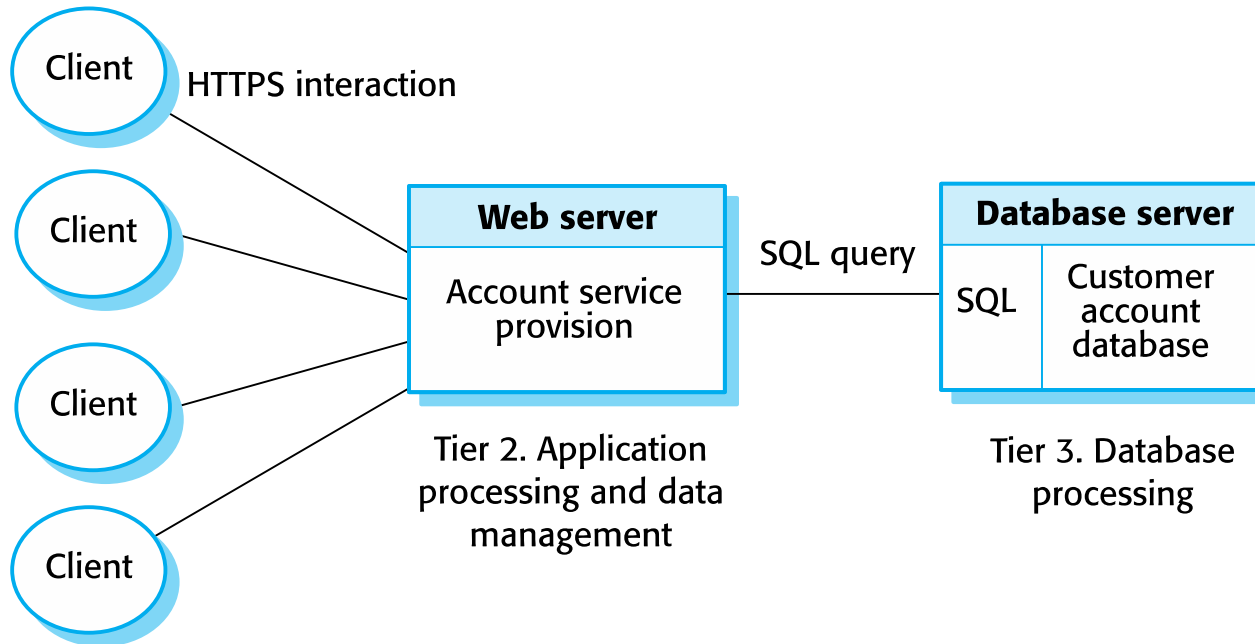 Client
HTTPS interaction
Client
Client
Client
Web server
Account service
provision
Tier 2. Application
processing and data
management
SQL query
Database server
SQL
Customer
account
database
Tier 3. Database
processing